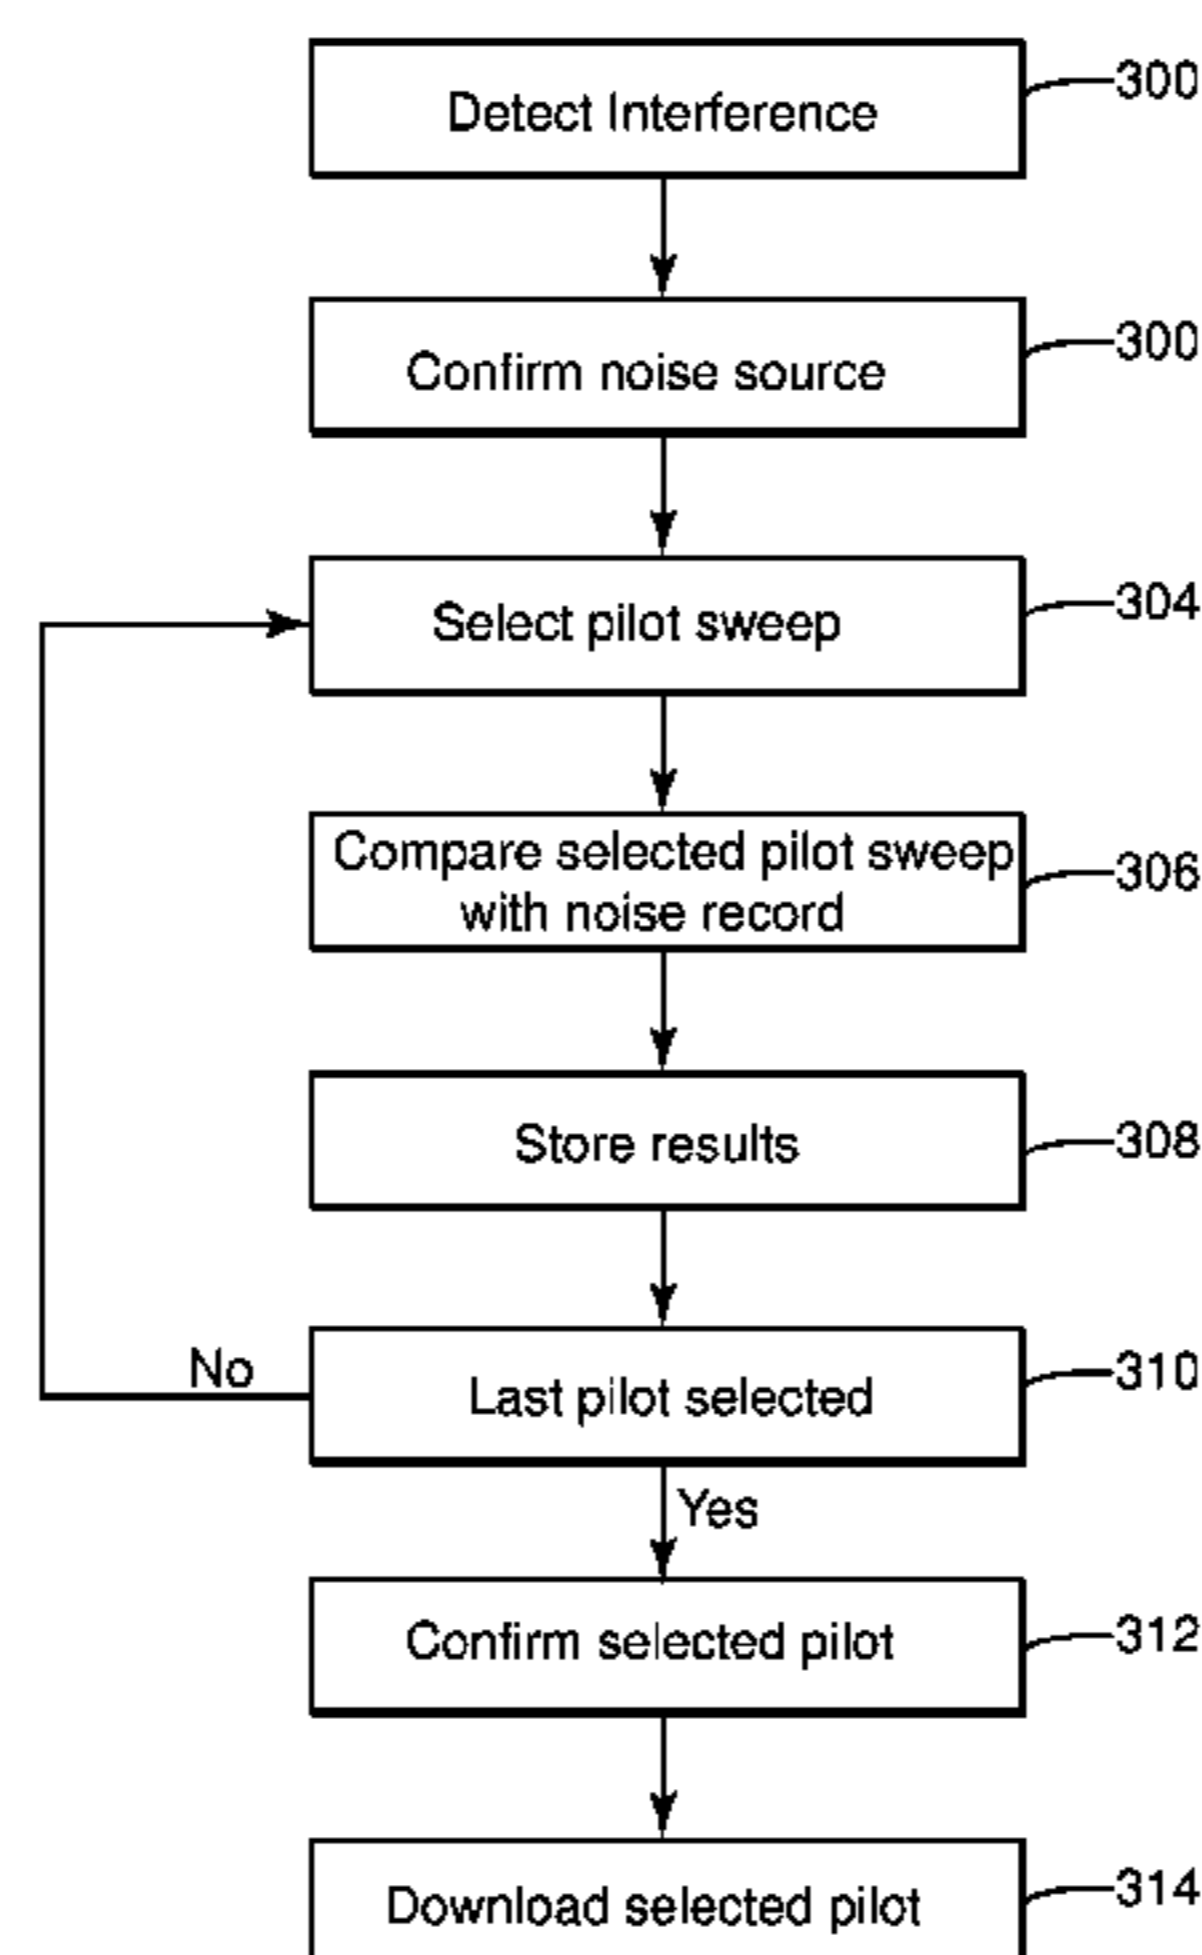 Detect Interference
300
Confirm noise source
300
Select pilot sweep
304
Compare selected pilot sweep
with noise record
306
Store results
308
Last pilot selected
310
No
Yes
Confirm selected pilot
312
Download selected pilot
314